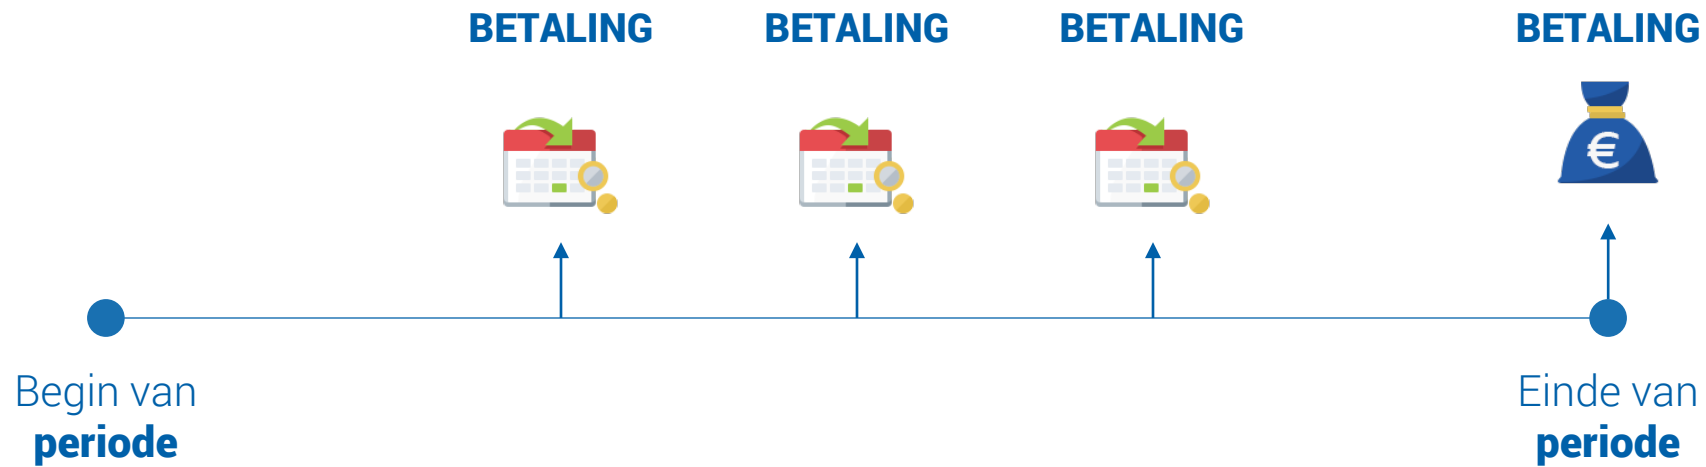 BETALING BETALING BETALING BETALING
€
Begin van
periode
Einde van
periode